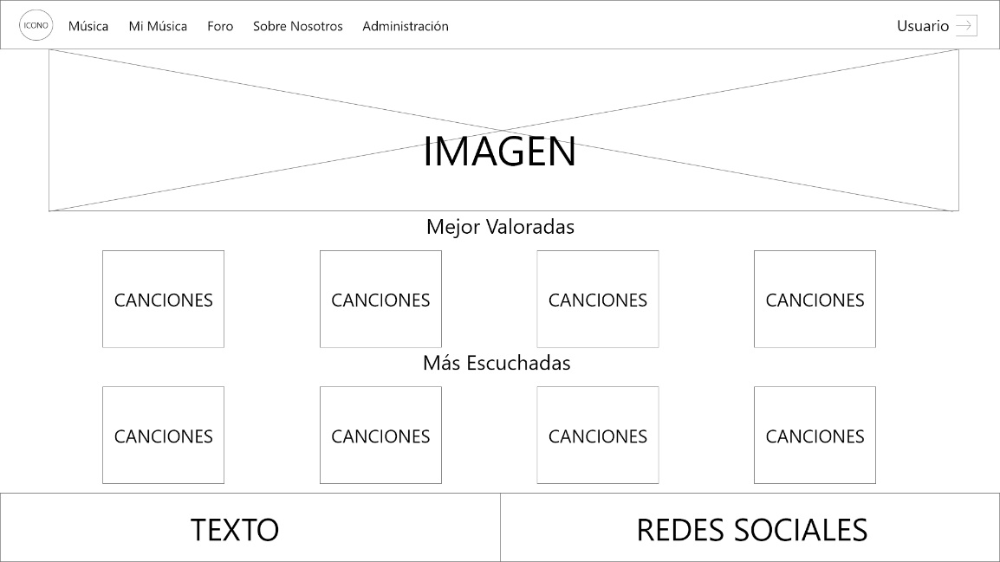 ICONO Música Mi Música Foro Sobre Nosotros Administración Usuario
IMAGEN
Mejor Valoradas
CANCIONES CANCIONES CANCIONES CANCIONES
Más Escuchadas
CANCIONES CANCIONES CANCIONES CANCIONES
TEXTO REDES SOCIALES